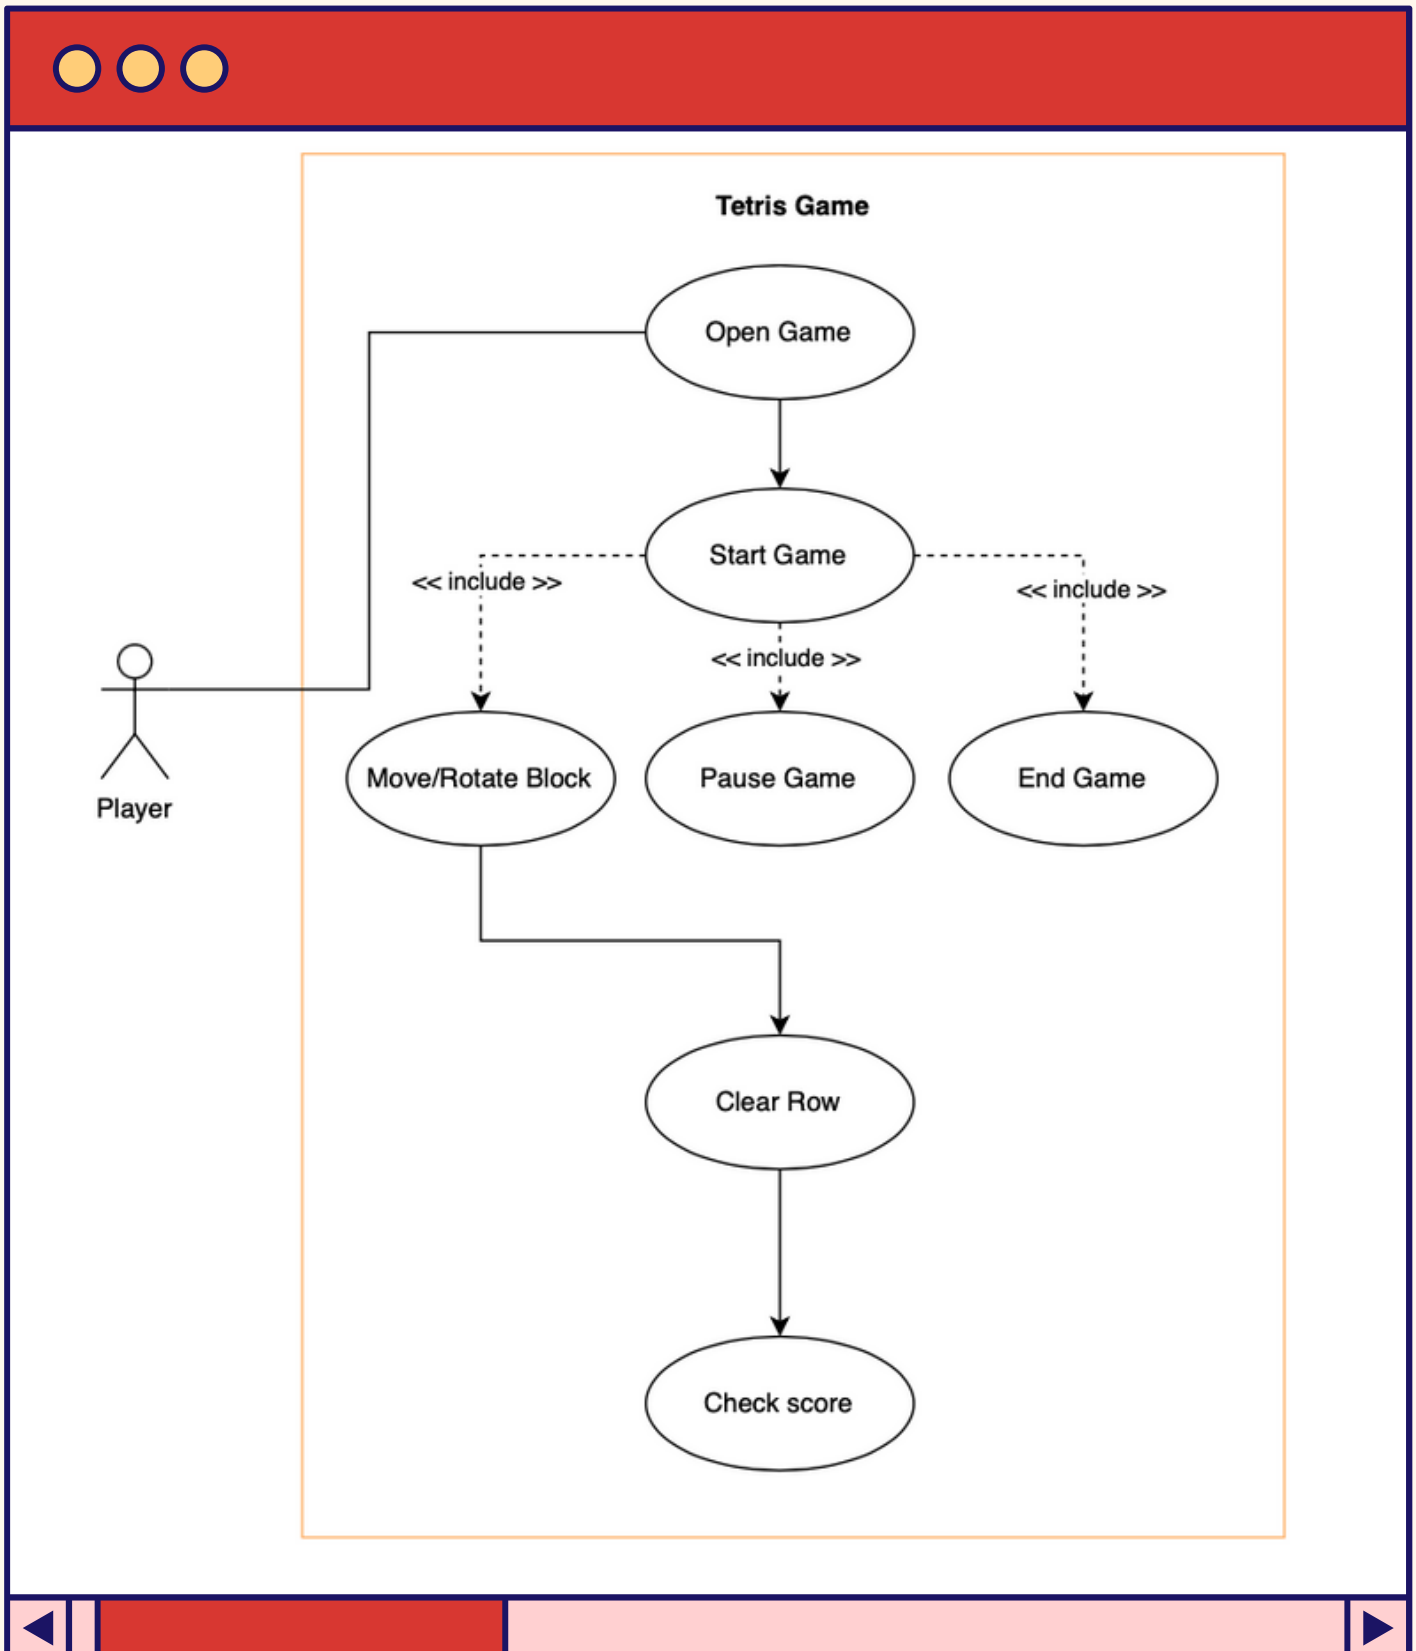 Tetris Game
Open Game
Start Game
<< include >>
<< include >>
<< include >>
Move/Rotate Block
Pause Game
End Game
Player
Clear Row
Check score